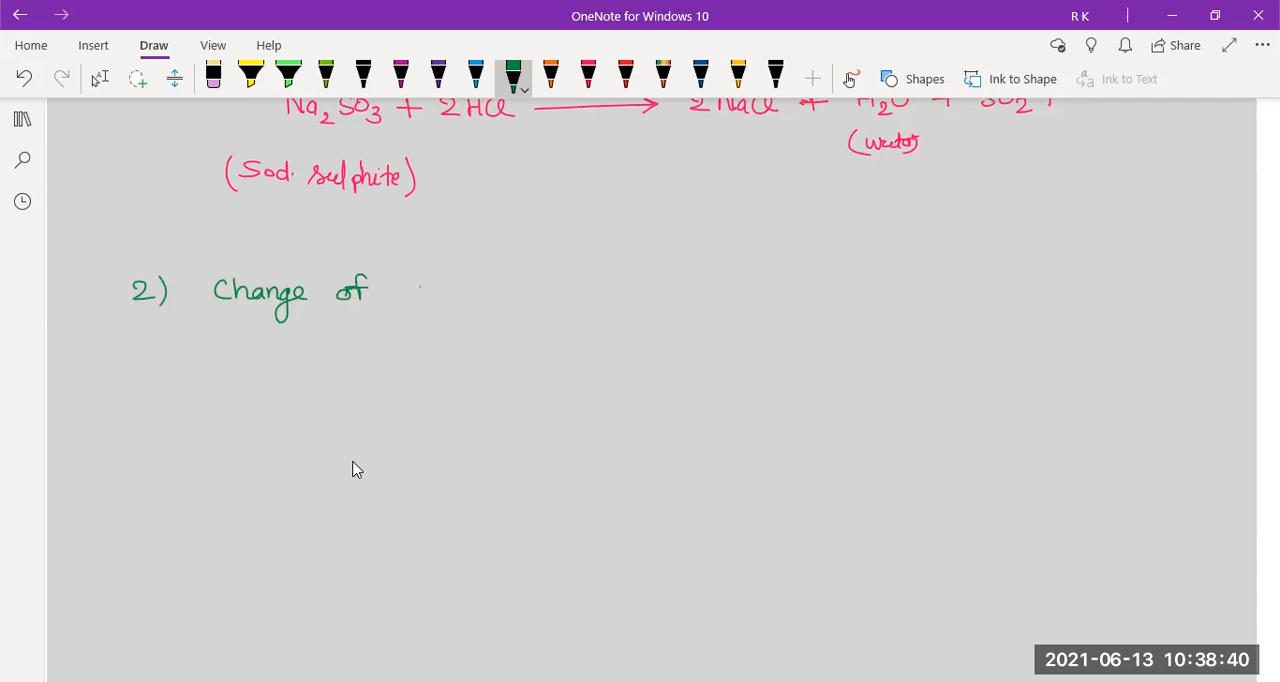 OneNote for Windows 10
R K
Home Insert Draw View Help
Share
Shapes Ink to Shape Ink to Text
Na2SO3 + 2HCl → 2NaCl + H2O + SO2 ↑
(Water)
(Sod. sulphite)
2) Change of
2021-06-13 10:38:40